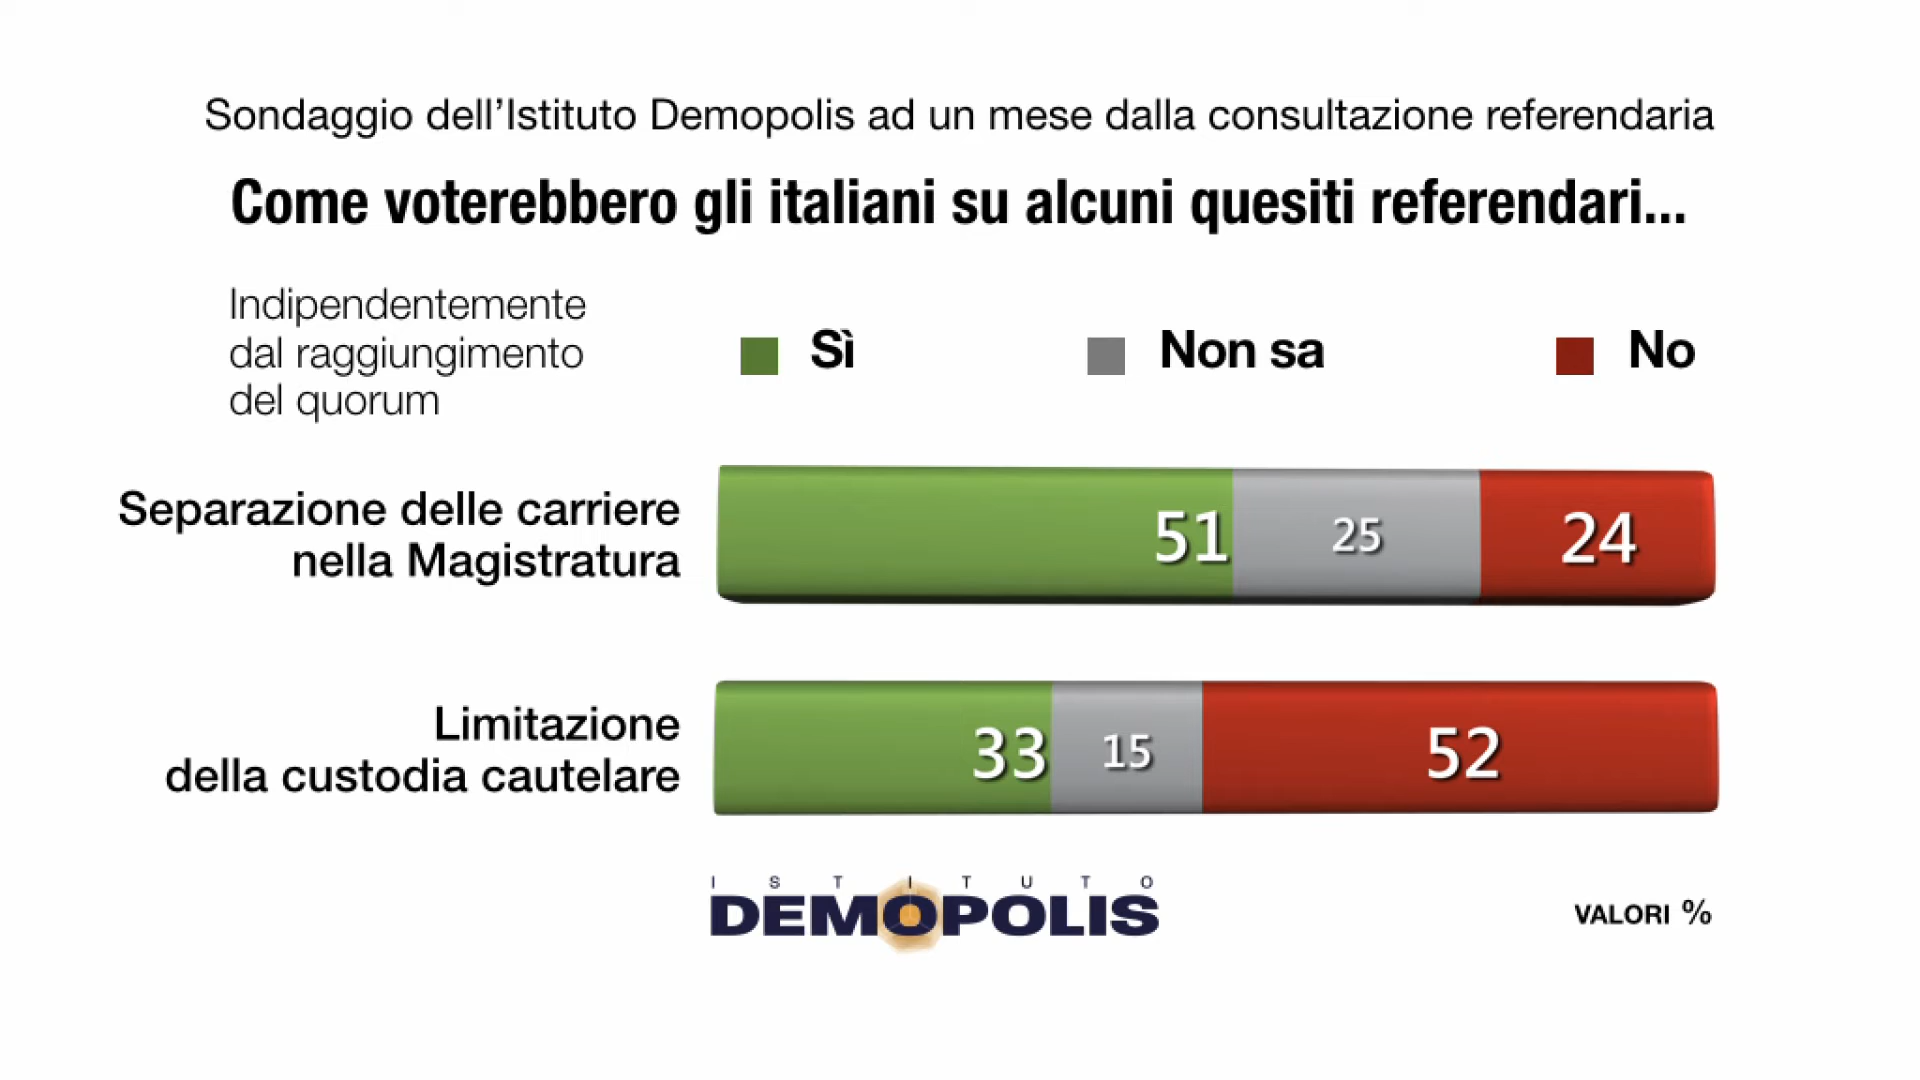 Sondaggio dell’Istituto Demopolis ad un mese dalla consultazione referendaria
Come voterebbero gli italiani su alcuni quesiti referendari...
Indipendentemente
dal raggiungimento
del quorum
Sì
Non sa
No
Separazione delle carriere
nella Magistratura
51
25
24
Limitazione
della custodia cautelare
33
15
52
ISTITUTO
DEMOPOLIS
VALORI %